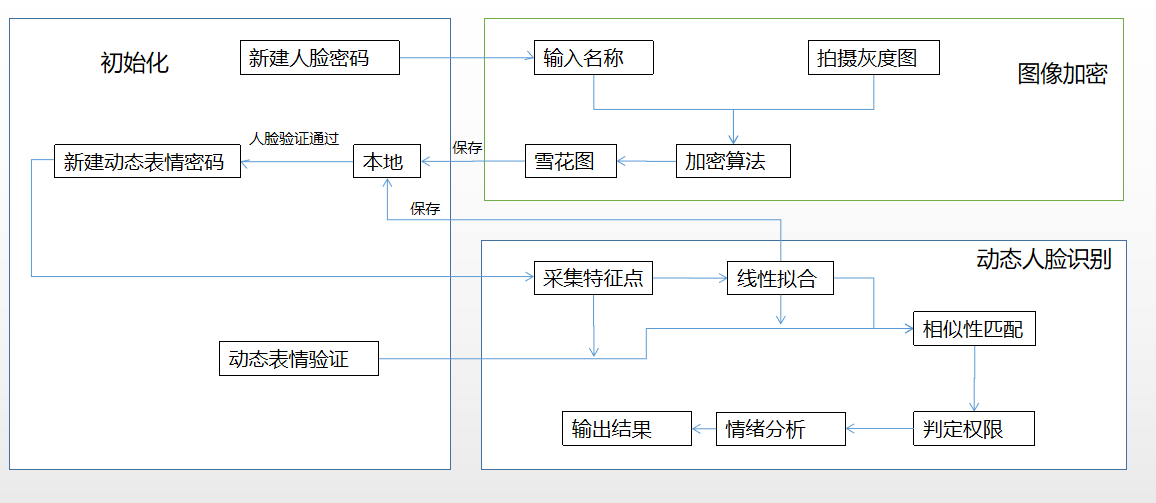 初始化
新建人脸密码
输入名称
拍摄灰度图
图像加密
人脸验证通过
保存
新建动态表情密码
本地
雪花图
加密算法
保存
动态人脸识别
采集特征点
线性拟合
相似性匹配
动态表情验证
输出结果
情绪分析
判定权限